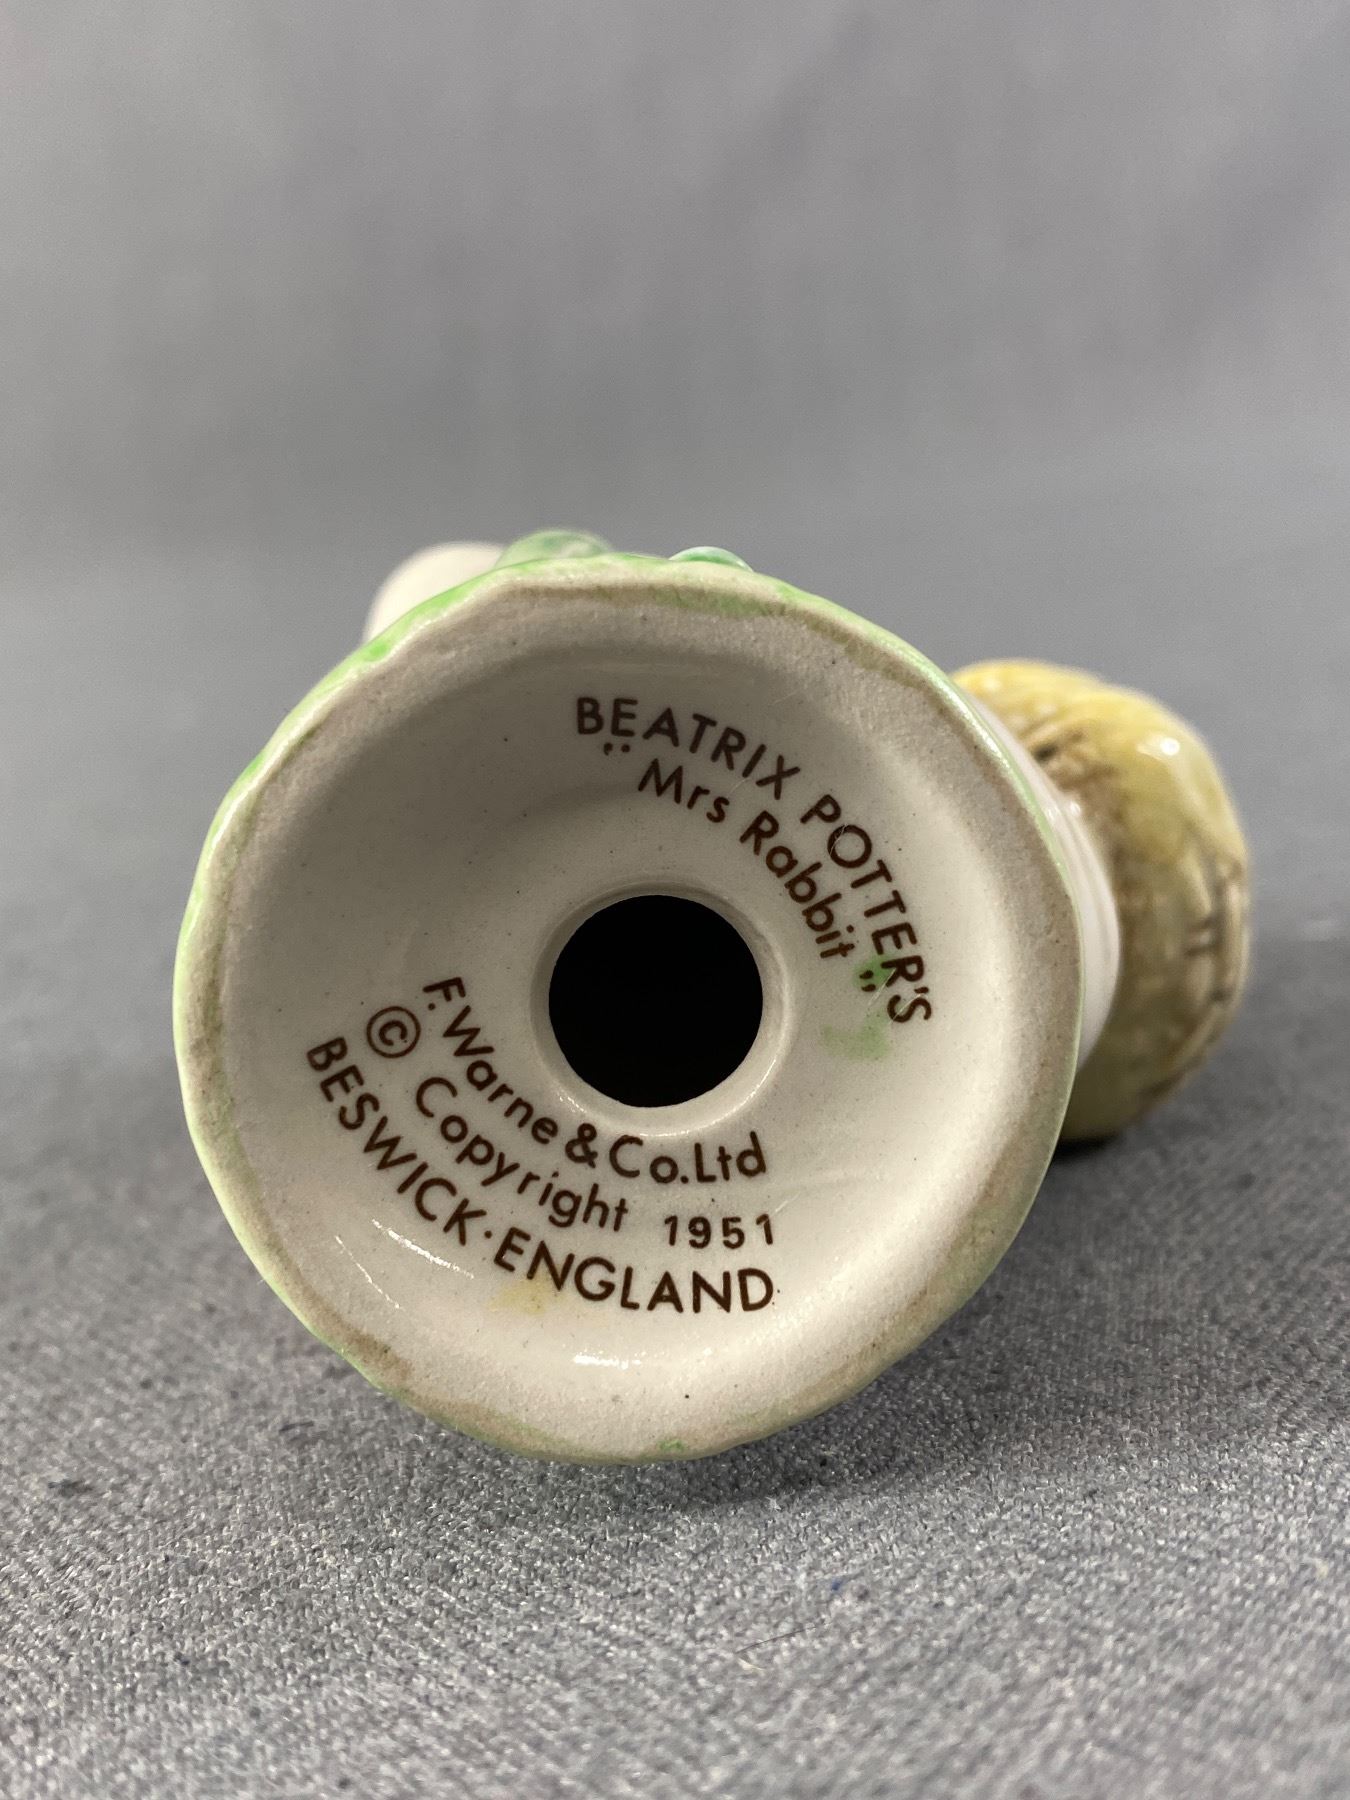 BEATRIX POTTER'S
"Mrs Rabbit"
F. Warne & Co. Ltd
© Copyright 1951
BESWICK · ENGLAND